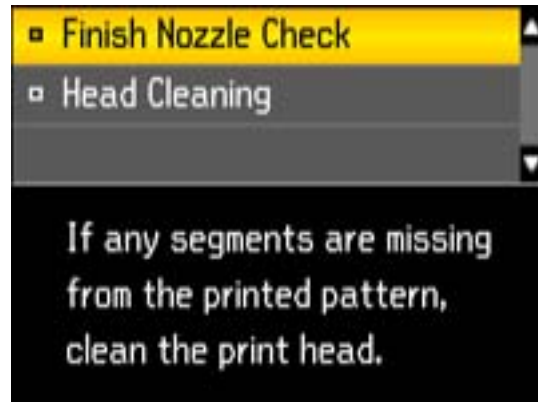 Finish Nozzle Check
Head Cleaning
If any segments are missing
from the printed pattern,
clean the print head.